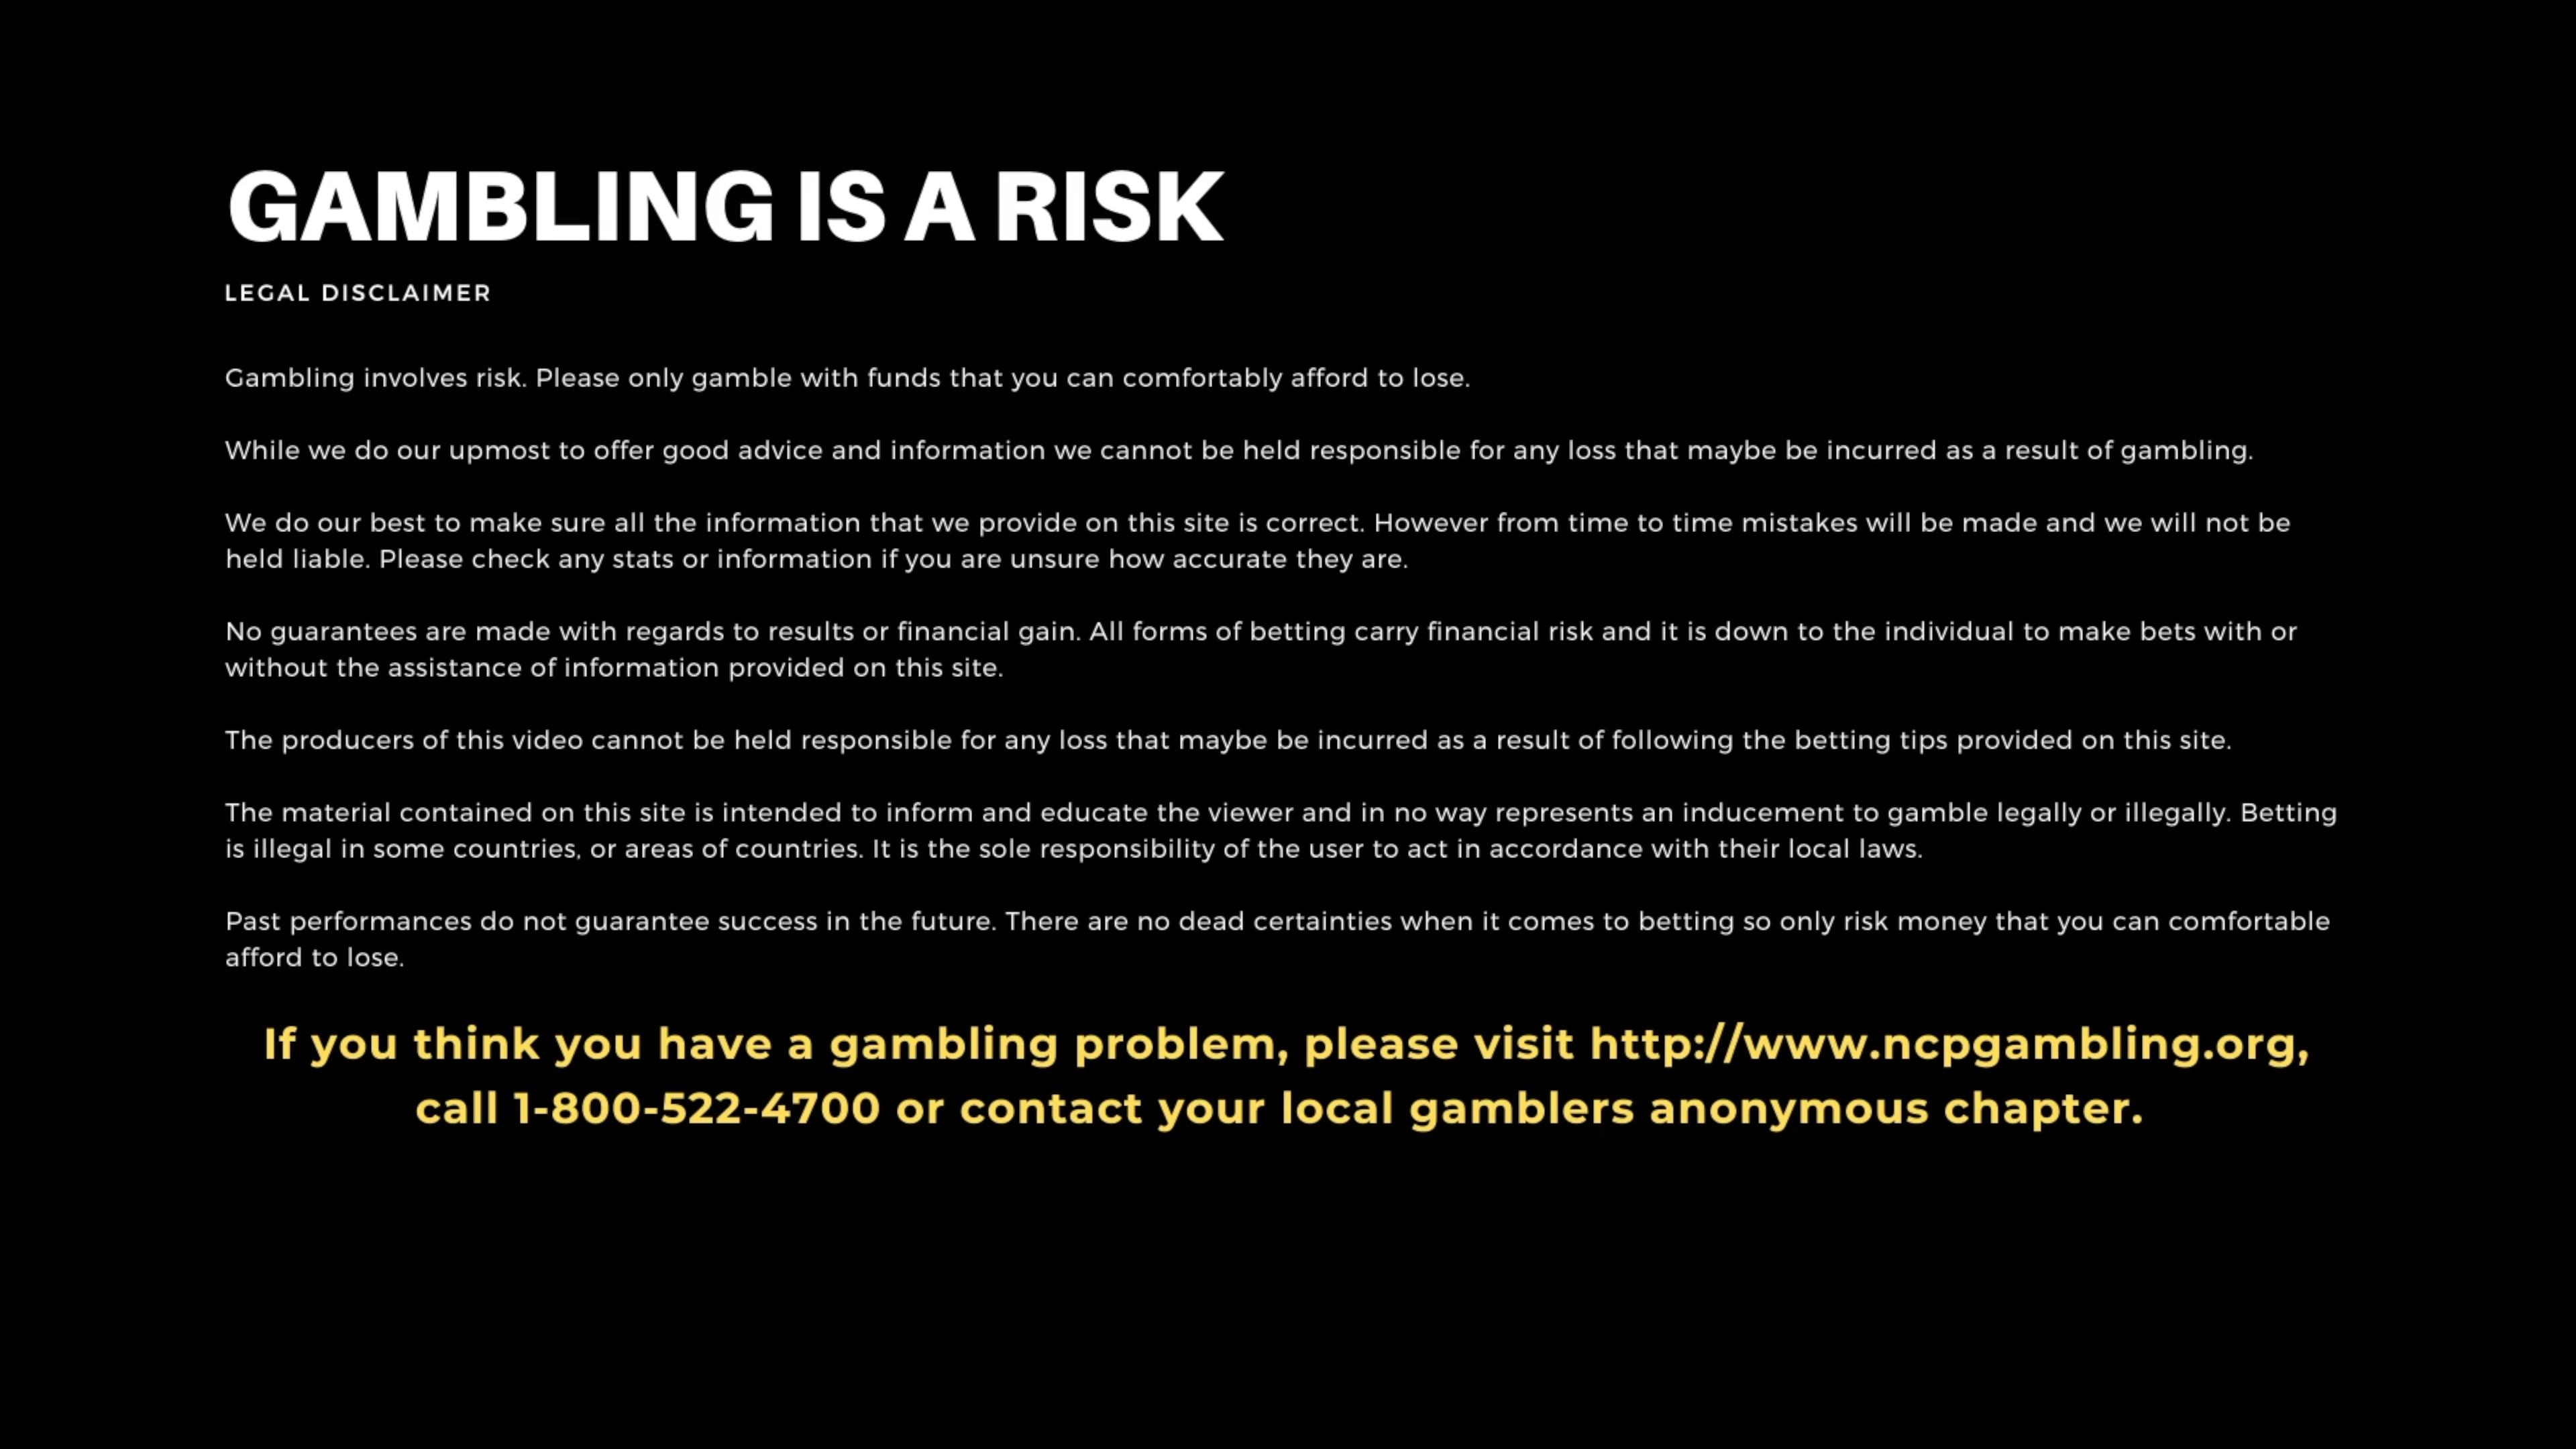 GAMBLING IS A RISK
LEGAL DISCLAIMER
Gambling involves risk. Please only gamble with funds that you can comfortably afford to lose.
While we do our upmost to offer good advice and information we cannot be held responsible for any loss that maybe be incurred as a result of gambling.
We do our best to make sure all the information that we provide on this site is correct. However from time to time mistakes will be made and we will not be
held liable. Please check any stats or information if you are unsure how accurate they are.
No guarantees are made with regards to results or financial gain. All forms of betting carry financial risk and it is down to the individual to make bets with or
without the assistance of information provided on this site.
The producers of this video cannot be held responsible for any loss that maybe be incurred as a result of following the betting tips provided on this site.
The material contained on this site is intended to inform and educate the viewer and in no way represents an inducement to gamble legally or illegally. Betting
is illegal in some countries, or areas of countries. It is the sole responsibility of the user to act in accordance with their local laws.
Past performances do not guarantee success in the future. There are no dead certainties when it comes to betting so only risk money that you can comfortable
afford to lose.
If you think you have a gambling problem, please visit http://www.ncpgambling.org,
call 1-800-522-4700 or contact your local gamblers anonymous chapter.